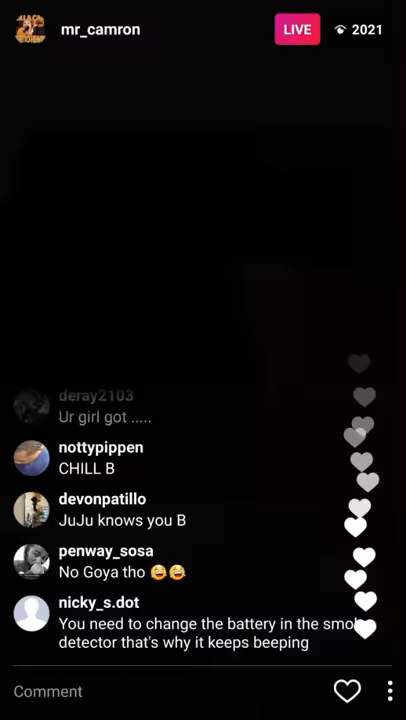 mr_camron
LIVE
2021
deray2103
Ur girl got .....
nottypippen
CHILL B
devonpatillo
JuJu knows you B
penway_sosa
No Goya tho 😂😂
nicky_s.dot
You need to change the battery in the smoke
detector that's why it keeps beeping
Comment